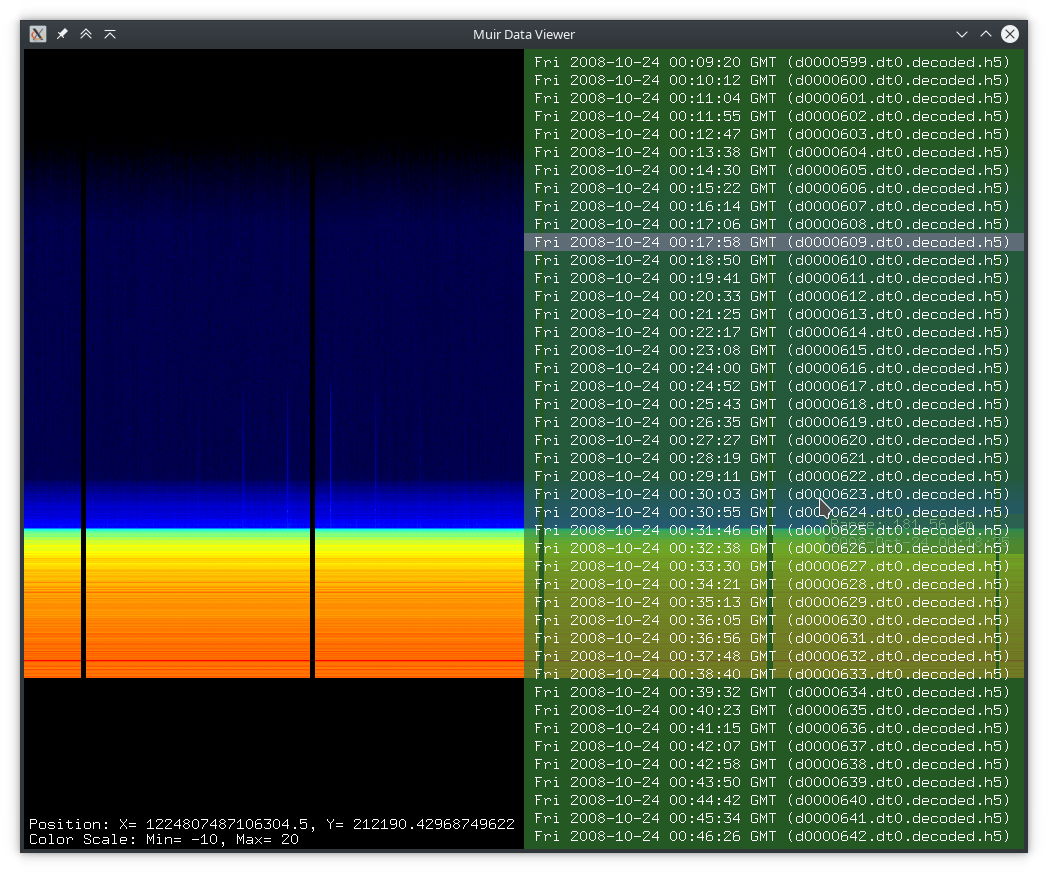 Muir Data Viewer
Fri 2008-10-24 00:09:20 GMT (d0000599.dt0.decoded.h5)
Fri 2008-10-24 00:10:12 GMT (d0000600.dt0.decoded.h5)
Fri 2008-10-24 00:11:04 GMT (d0000601.dt0.decoded.h5)
Fri 2008-10-24 00:11:55 GMT (d0000602.dt0.decoded.h5)
Fri 2008-10-24 00:12:47 GMT (d0000603.dt0.decoded.h5)
Fri 2008-10-24 00:13:38 GMT (d0000604.dt0.decoded.h5)
Fri 2008-10-24 00:14:30 GMT (d0000605.dt0.decoded.h5)
Fri 2008-10-24 00:15:22 GMT (d0000606.dt0.decoded.h5)
Fri 2008-10-24 00:16:14 GMT (d0000607.dt0.decoded.h5)
Fri 2008-10-24 00:17:06 GMT (d0000608.dt0.decoded.h5)
Fri 2008-10-24 00:17:58 GMT (d0000609.dt0.decoded.h5)
Fri 2008-10-24 00:18:50 GMT (d0000610.dt0.decoded.h5)
Fri 2008-10-24 00:19:41 GMT (d0000611.dt0.decoded.h5)
Fri 2008-10-24 00:20:33 GMT (d0000612.dt0.decoded.h5)
Fri 2008-10-24 00:21:25 GMT (d0000613.dt0.decoded.h5)
Fri 2008-10-24 00:22:17 GMT (d0000614.dt0.decoded.h5)
Fri 2008-10-24 00:23:08 GMT (d0000615.dt0.decoded.h5)
Fri 2008-10-24 00:24:00 GMT (d0000616.dt0.decoded.h5)
Fri 2008-10-24 00:24:52 GMT (d0000617.dt0.decoded.h5)
Fri 2008-10-24 00:25:43 GMT (d0000618.dt0.decoded.h5)
Fri 2008-10-24 00:26:35 GMT (d0000619.dt0.decoded.h5)
Fri 2008-10-24 00:27:27 GMT (d0000620.dt0.decoded.h5)
Fri 2008-10-24 00:28:19 GMT (d0000621.dt0.decoded.h5)
Fri 2008-10-24 00:29:11 GMT (d0000622.dt0.decoded.h5)
Fri 2008-10-24 00:30:03 GMT (d0000623.dt0.decoded.h5)
Fri 2008-10-24 00:30:55 GMT (d0000624.dt0.decoded.h5)
Range: 181.56 km
Fri 2008-10-24 00:31:46 GMT (d0000625.dt0.decoded.h5)
Fri 2008-10-24 00:32:38 GMT (d0000626.dt0.decoded.h5)
Fri 2008-10-24 00:33:30 GMT (d0000627.dt0.decoded.h5)
Fri 2008-10-24 00:34:21 GMT (d0000628.dt0.decoded.h5)
Fri 2008-10-24 00:35:13 GMT (d0000629.dt0.decoded.h5)
Fri 2008-10-24 00:36:05 GMT (d0000630.dt0.decoded.h5)
Fri 2008-10-24 00:36:56 GMT (d0000631.dt0.decoded.h5)
Fri 2008-10-24 00:37:48 GMT (d0000632.dt0.decoded.h5)
Fri 2008-10-24 00:38:40 GMT (d0000633.dt0.decoded.h5)
Fri 2008-10-24 00:39:32 GMT (d0000634.dt0.decoded.h5)
Fri 2008-10-24 00:40:23 GMT (d0000635.dt0.decoded.h5)
Fri 2008-10-24 00:41:15 GMT (d0000636.dt0.decoded.h5)
Fri 2008-10-24 00:42:07 GMT (d0000637.dt0.decoded.h5)
Fri 2008-10-24 00:42:58 GMT (d0000638.dt0.decoded.h5)
Fri 2008-10-24 00:43:50 GMT (d0000639.dt0.decoded.h5)
Fri 2008-10-24 00:44:42 GMT (d0000640.dt0.decoded.h5)
Fri 2008-10-24 00:45:34 GMT (d0000641.dt0.decoded.h5)
Fri 2008-10-24 00:46:26 GMT (d0000642.dt0.decoded.h5)
Position: X= 1224807487106304.5, Y= 212190.42968749622
Color Scale: Min= -10, Max= 20